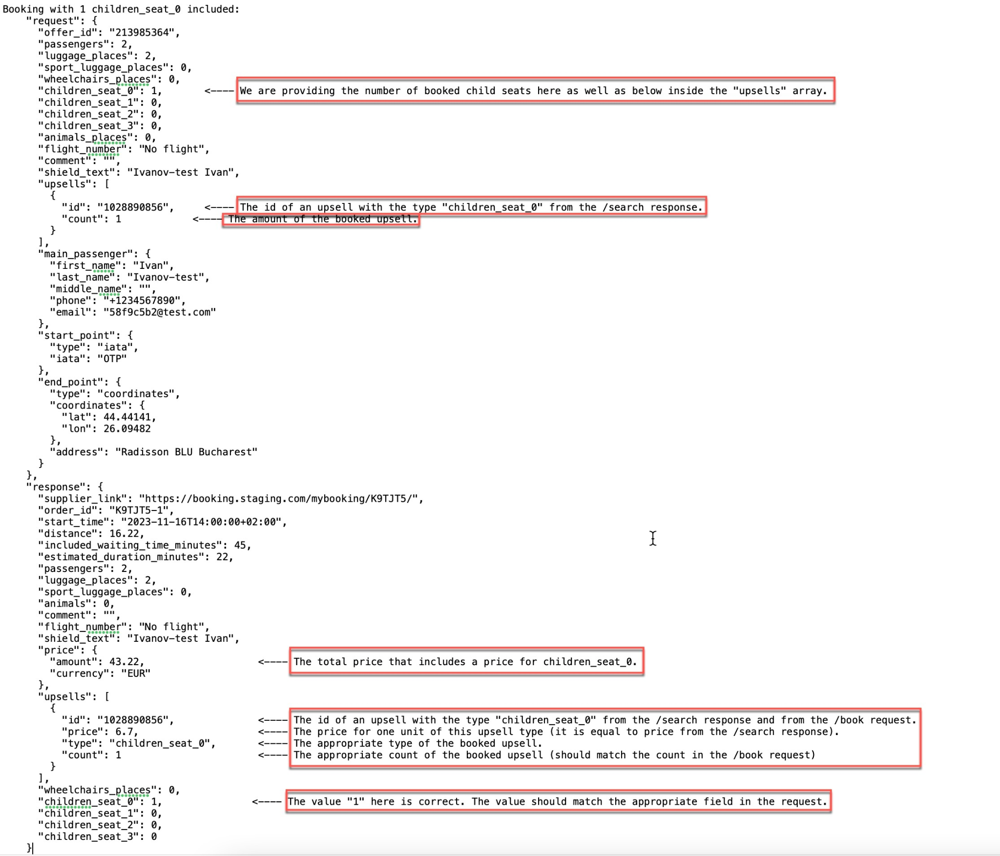 Booking with 1 children_seat_0 included:
"request": {
"offer_id": "213985364",
"passengers": 2,
"luggage_places": 2,
"sport_luggage_places": 0,
"wheelchairs_places": 0,
"children_seat_0": 1, <---- We are providing the number of booked child seats here as well as below inside the "upsells" array.
"children_seat_1": 0,
"children_seat_2": 0,
"children_seat_3": 0,
"animals_places": 0,
"flight_number": "No flight",
"comment": "",
"shield_text": "Ivanov-test Ivan",
"upsells": [
{
"id": "1028890856", <---- The id of an upsell with the type "children_seat_0" from the /search response.
"count": 1 <---- The amount of the booked upsell.
}
],
"main_passenger": {
"first_name": "Ivan",
"last_name": "Ivanov-test",
"middle_name": "",
"phone": "+1234567890",
"email": "58f9c5b2@test.com"
},
"start_point": {
"type": "iata",
"iata": "OTP"
},
"end_point": {
"type": "coordinates",
"coordinates": {
"lat": 44.44141,
"lon": 26.09482
},
"address": "Radisson BLU Bucharest"
}
},
"response": {
"supplier_link": "https://booking.staging.com/mybooking/K9TJT5/",
"order_id": "K9TJT5-1",
"start_time": "2023-11-16T14:00:00+02:00",
"distance": 16.22,
"included_waiting_time_minutes": 45,
"estimated_duration_minutes": 22,
"passengers": 2,
"luggage_places": 2,
"sport_luggage_places": 0,
"animals": 0,
"comment": "",
"flight_number": "No flight",
"shield_text": "Ivanov-test Ivan",
"price": {
"amount": 43.22, <---- The total price that includes a price for children_seat_0.
"currency": "EUR"
},
"upsells": [
{
"id": "1028890856", <---- The id of an upsell with the type "children_seat_0" from the /search response and from the /book request.
"price": 6.7, <---- The price for one unit of this upsell type (it is equal to price from the /search response).
"type": "children_seat_0", <---- The appropriate type of the booked upsell.
"count": 1 <---- The appropriate count of the booked upsell (should match the count in the /book request)
}
],
"wheelchairs_places": 0,
"children_seat_0": 1, <---- The value "1" here is correct. The value should match the appropriate field in the request.
"children_seat_1": 0,
"children_seat_2": 0,
"children_seat_3": 0
}